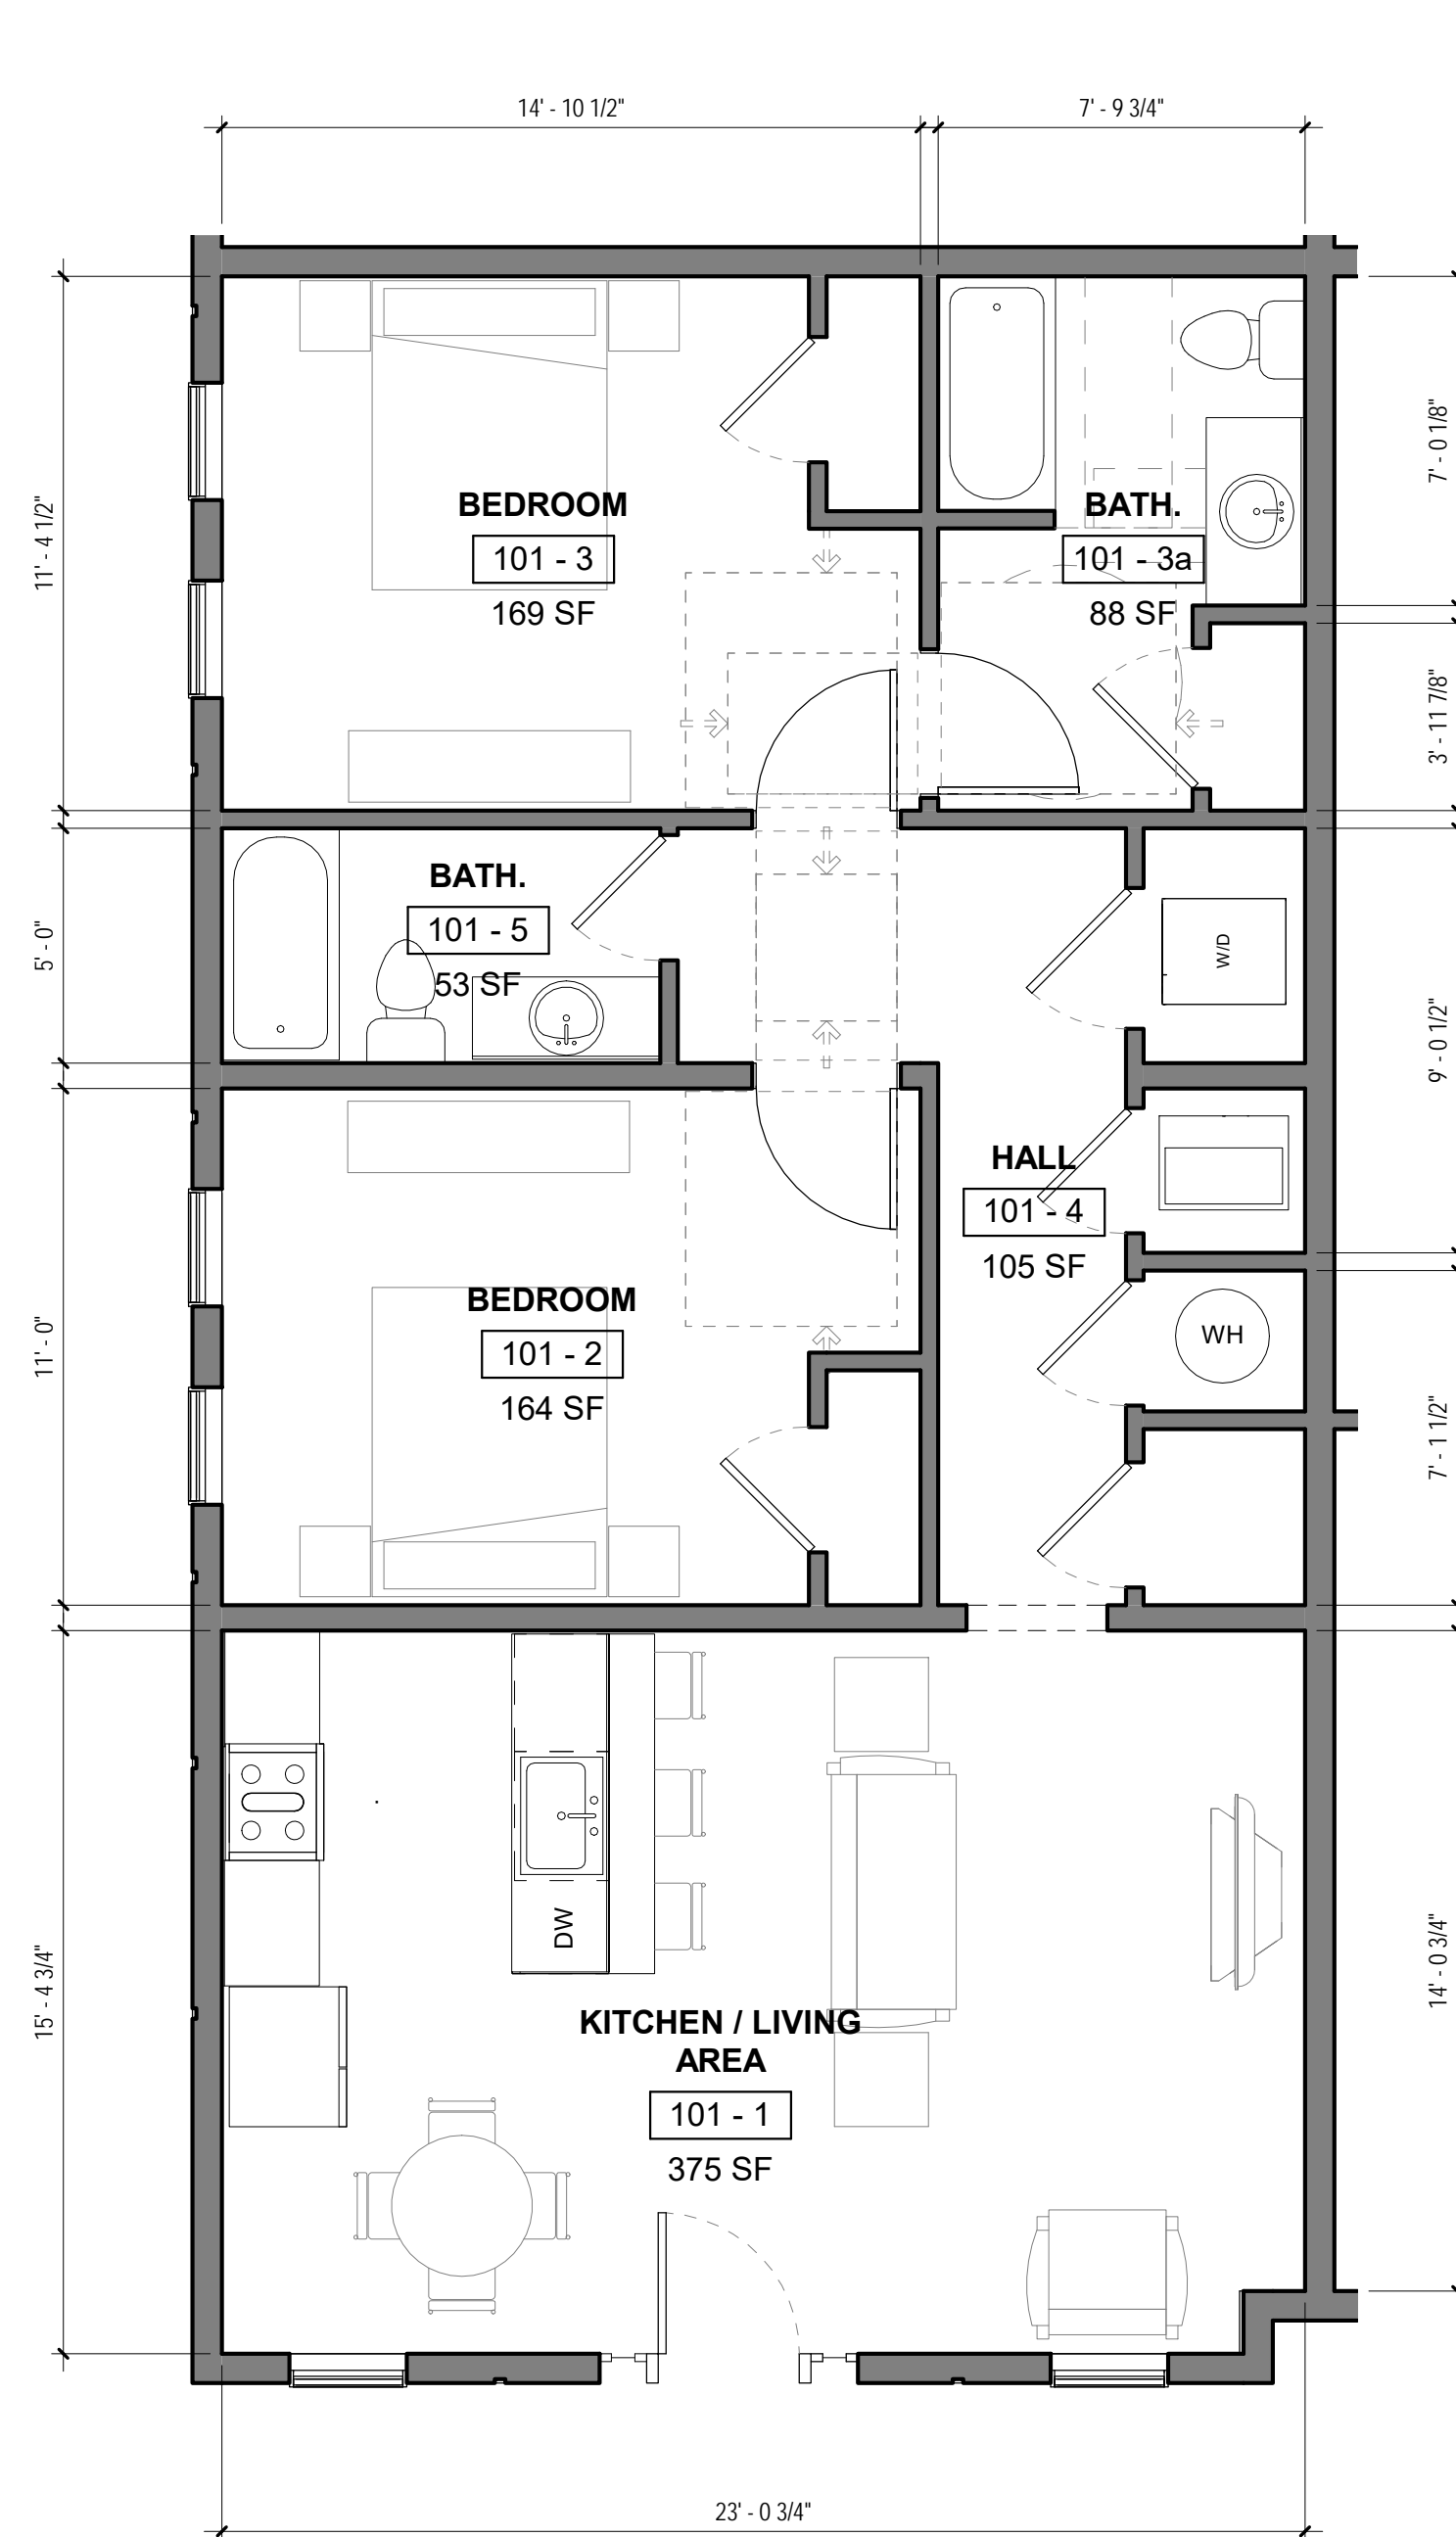 14' - 10 1/2"
7' - 9 3/4"
11' - 4 1/2"
7' - 0 1/8"
BEDROOM
101 - 3
169 SF
BATH.
101 - 3a
88 SF
3' - 11 7/8"
5' - 0"
BATH.
101 - 5
53 SF
W/D
9' - 0 1/2"
HALL
101 - 4
105 SF
11' - 0"
BEDROOM
101 - 2
164 SF
WH
7' - 1 1/2"
DW
15' - 4 3/4"
14' - 0 3/4"
KITCHEN / LIVING
AREA
101 - 1
375 SF
23' - 0 3/4"